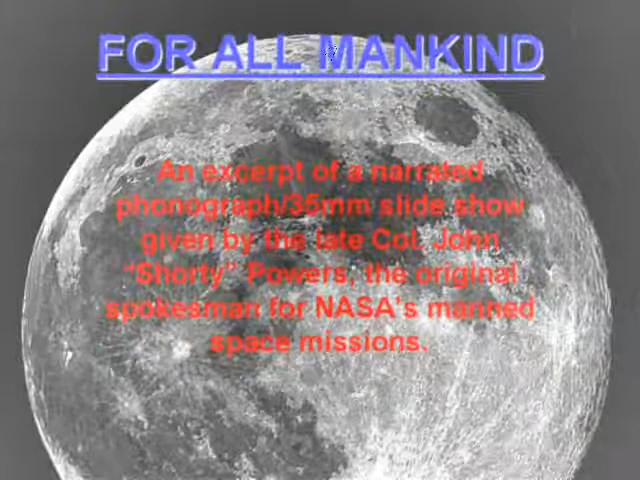 FOR ALL MANKIND
An excerpt of a narrated
phonograph/35mm slide show
given by the late Col. John
“Shorty” Powers, the original
spokesman for NASA's manned
space missions.